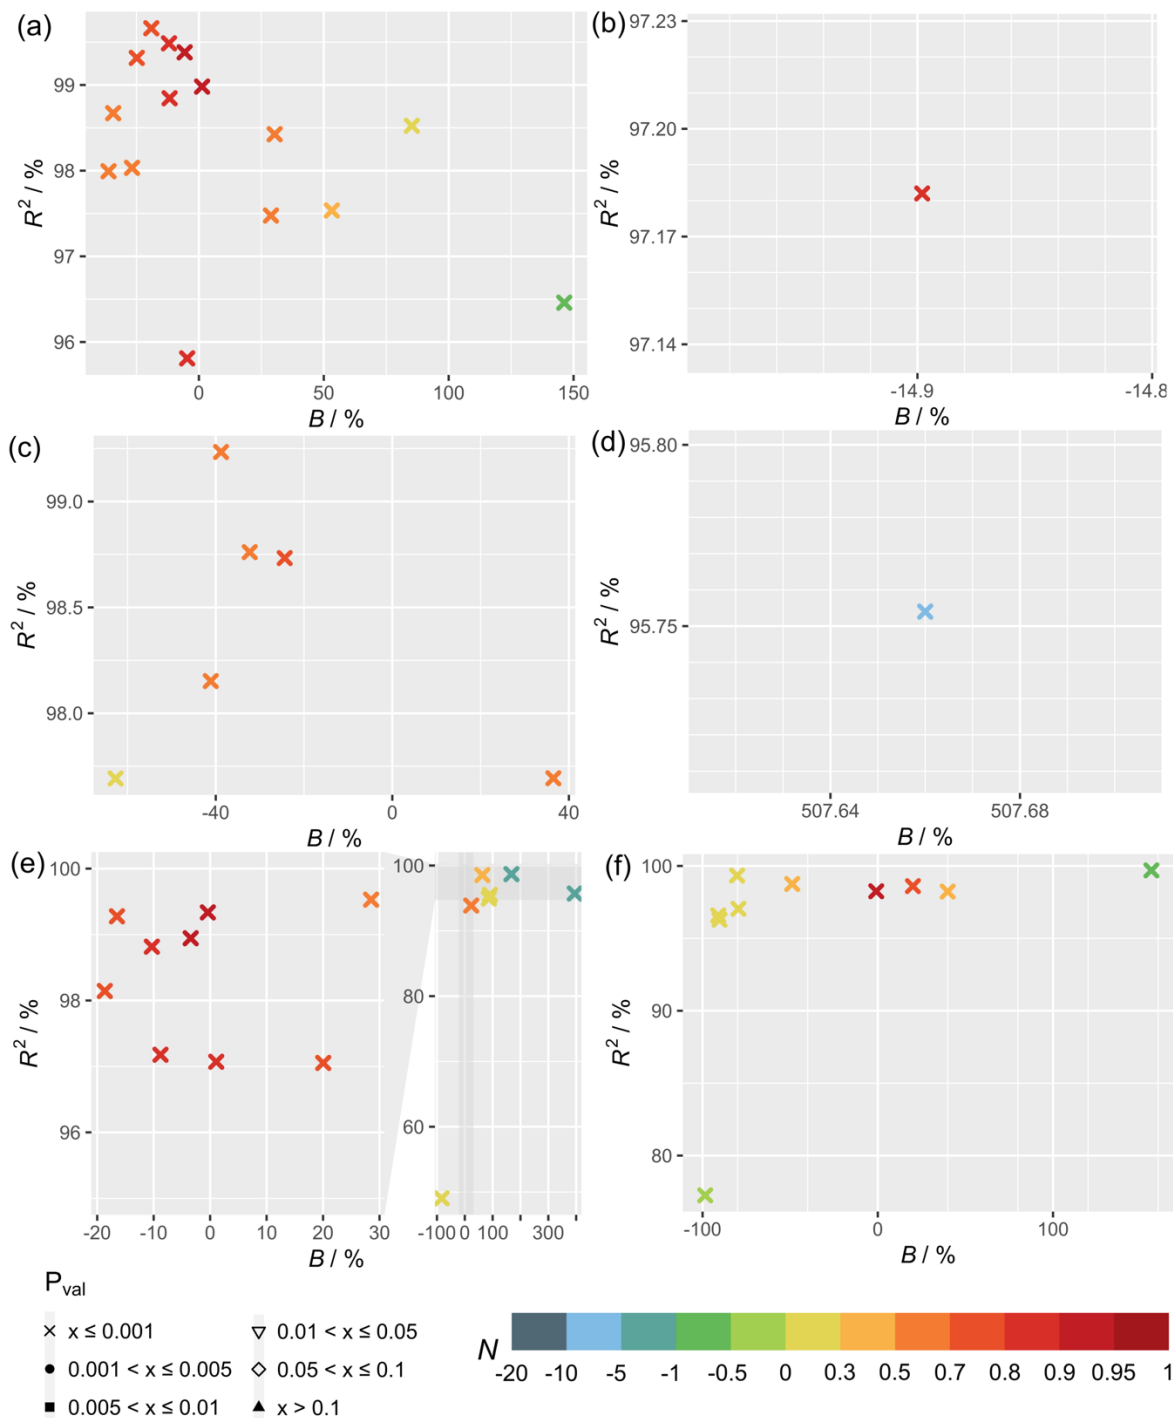 (a)
99
98
97
96
R² / %
0
50
100
150
B / %
(b)
97.23
97.20
97.17
97.14
R² / %
-14.9
-14.8
B / %
(c)
99.0
98.5
98.0
R² / %
-40
0
40
B / %
(d)
95.80
95.75
R² / %
507.64
507.68
B / %
(e)
100
98
96
R² / %
-20
-10
0
10
20
30
B / %
100
80
60
-100
0
100
300
(f)
100
90
80
R² / %
-100
0
100
B / %
Pval
x ≤ 0.001
0.001 < x ≤ 0.005
0.005 < x ≤ 0.01
0.01 < x ≤ 0.05
0.05 < x ≤ 0.1
x > 0.1
N
-20 -10 -5 -1 -0.5 0 0.3 0.5 0.7 0.8 0.9 0.95 1